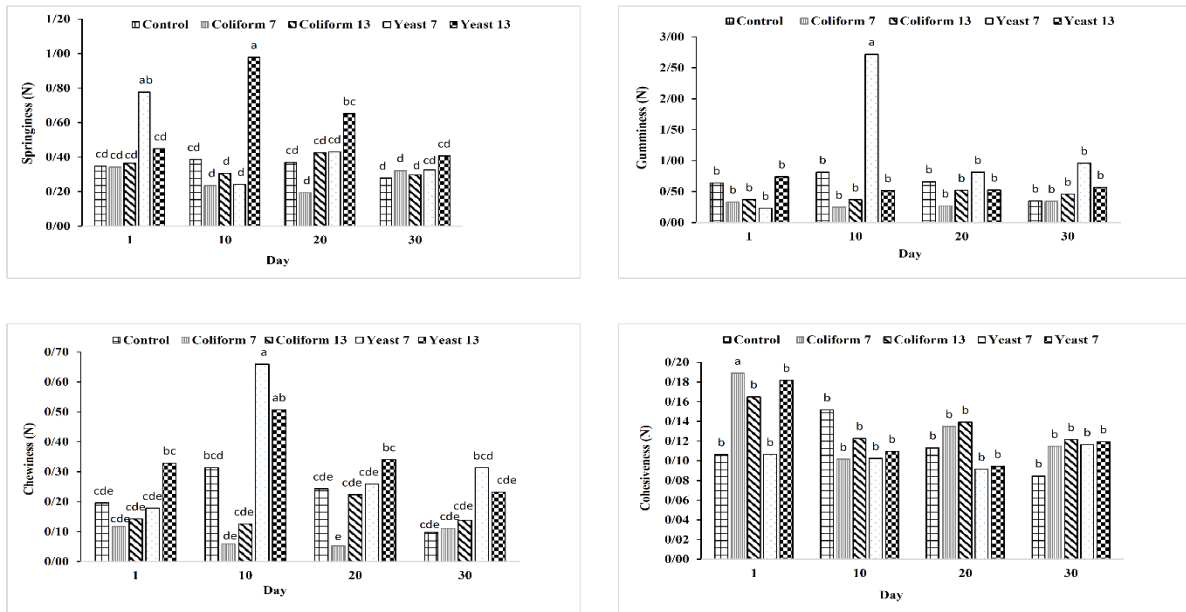 Control Coliform 7 Coliform 13 Yeast 7 Yeast 13
Springiness (N)
1/20
1/00
0/80
0/60
0/40
0/20
0/00
cd cd cd ab cd
cd d d d a
cd d cd cd bc
d d d cd cd
1 10 20 30
Day
Control Coliform 7 Coliform 13 Yeast 7 Yeast 13
Gumminess (N)
3/00
2/50
2/00
1/50
1/00
0/50
0/00
b b b b b
b b b a b
b b b b b
b b b b b
1 10 20 30
Day
Control Coliform 7 Coliform 13 Yeast 7 Yeast 13
Chewiness (N)
0/70
0/60
0/50
0/40
0/30
0/20
0/10
0/00
cde cde cde cde bc
bcd de cde a ab
cde e cde cde bc
cde cde cde bcd cde
1 10 20 30
Day
Control Coliform 7 Coliform 13 Yeast 7 Yeast 7
Cohesiveness (N)
0/20
0/18
0/16
0/14
0/12
0/10
0/08
0/06
0/04
0/02
0/00
b a b b b
b b b b b
b b b b b
b b b b b
1 10 20 30
Day